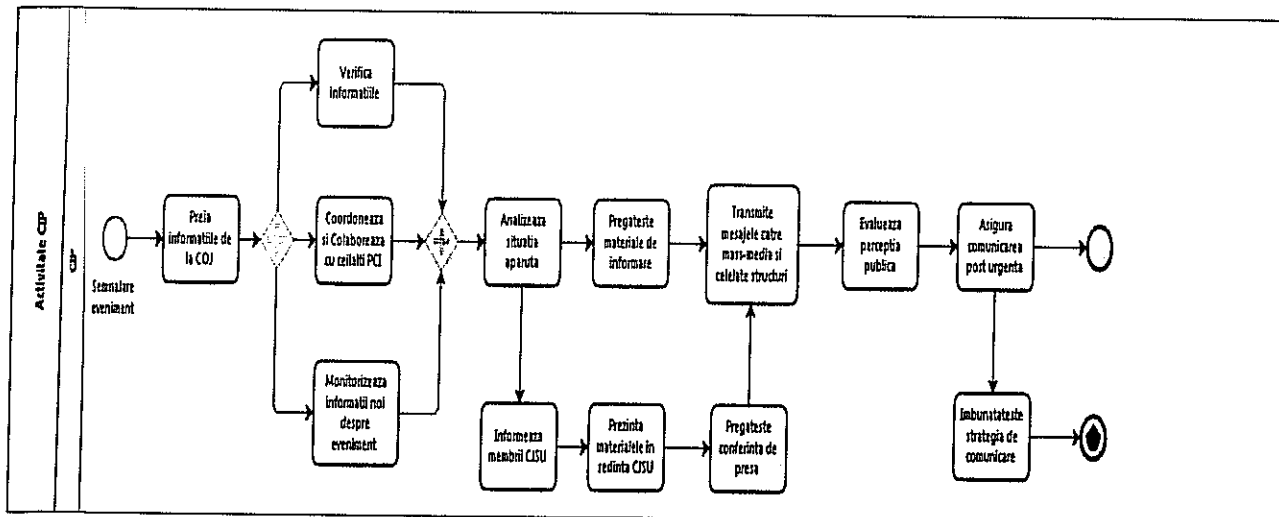 Activitate CIP
CIP
Semnalare
eveniment
Preia
informatiile de
la COJ
Verifica
informatiile
Coordoneaza
si Colaboreaza
cu ceilalti PCI
Monitorizeaza
informatii noi
despre
eveniment
Analizeaza
situatia
aparuta
Pregateste
materiale de
informare
Transmite
mesajele catre
mass-media si
celelate structuri
Evalueaza
perceptia
publica
Asigura
comunicarea
post urgenta
Informeaza
membrii CJSU
Prezinta
materialele in
sedinta CJSU
Pregateste
conferinta de
presa
Imbunatateste
strategia de
comunicare